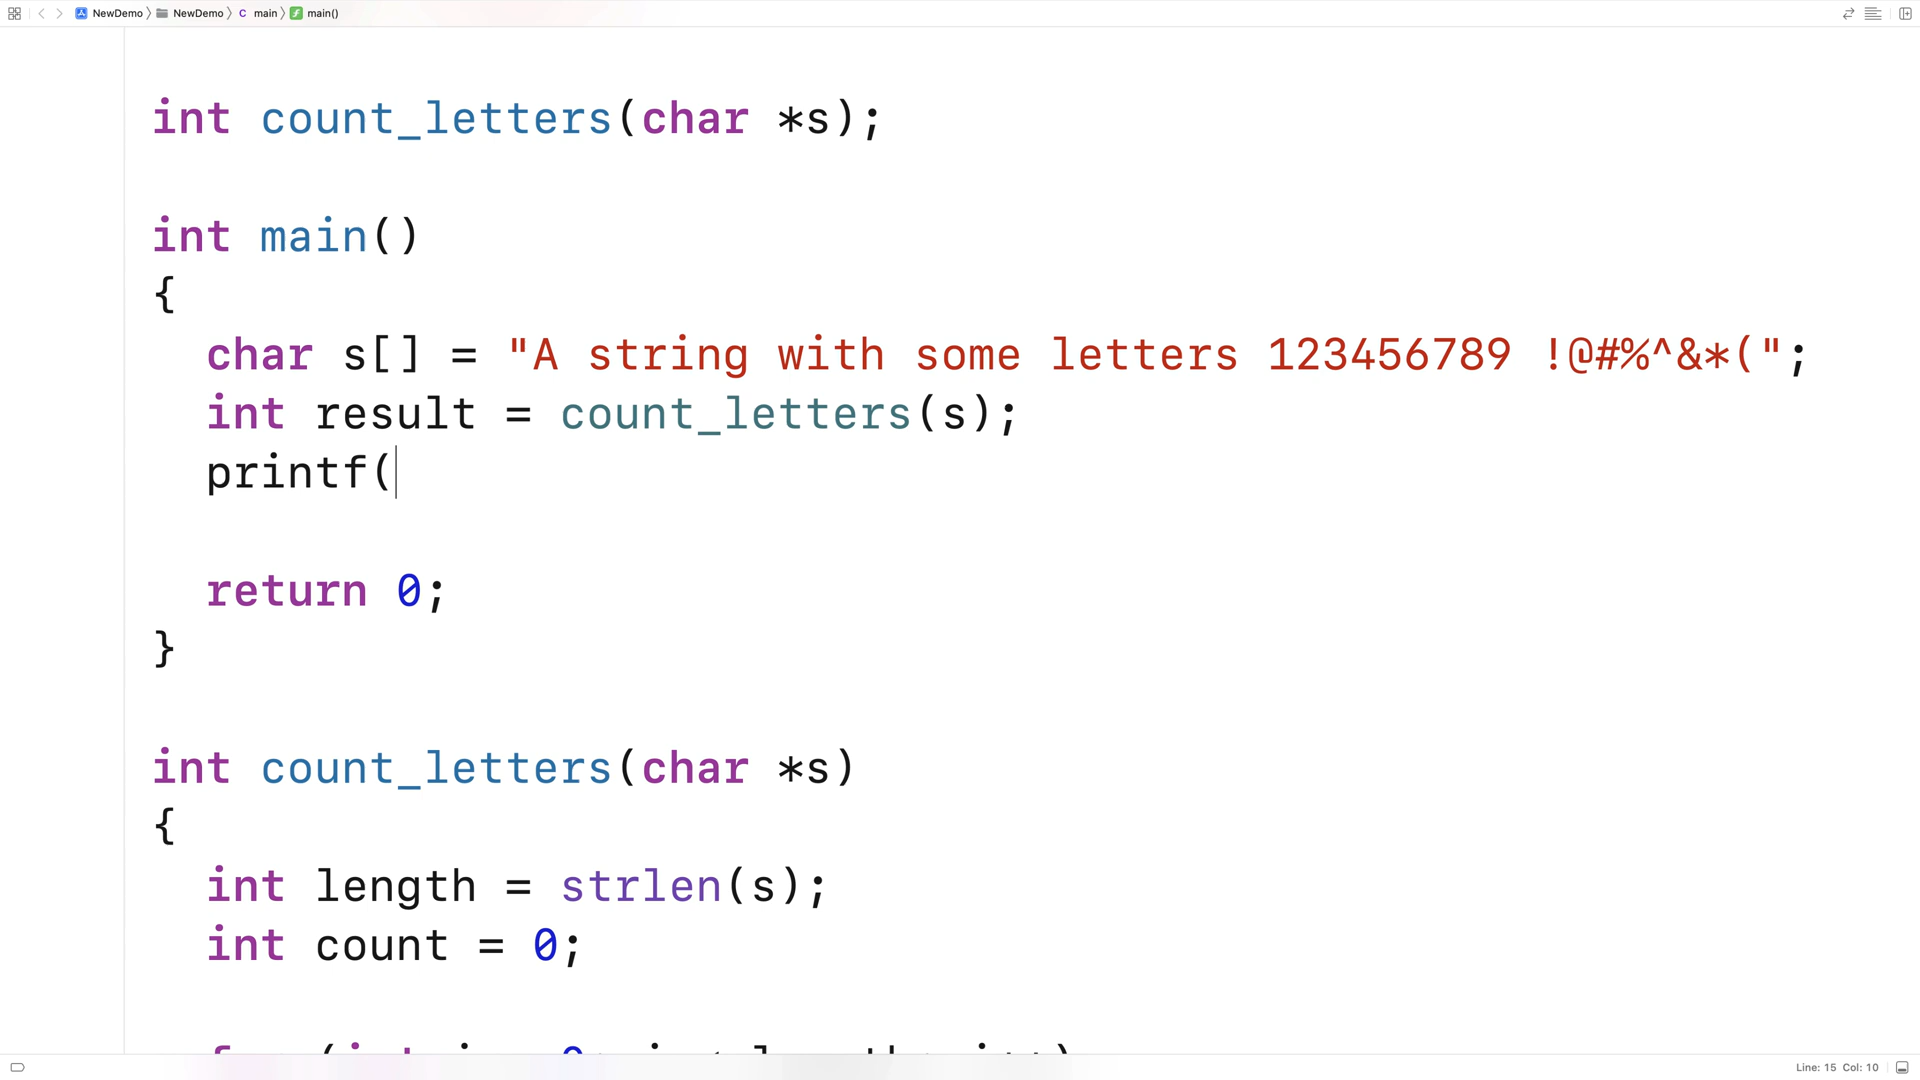 NewDemo 〉 NewDemo 〉 C main 〉 f main()
int count_letters(char *s);
int main()
{
char s[] = "A string with some letters 123456789 !@#%^&*(";
int result = count_letters(s);
printf(
return 0;
}
int count_letters(char *s)
{
int length = strlen(s);
int count = 0;
Line: 15 Col: 10